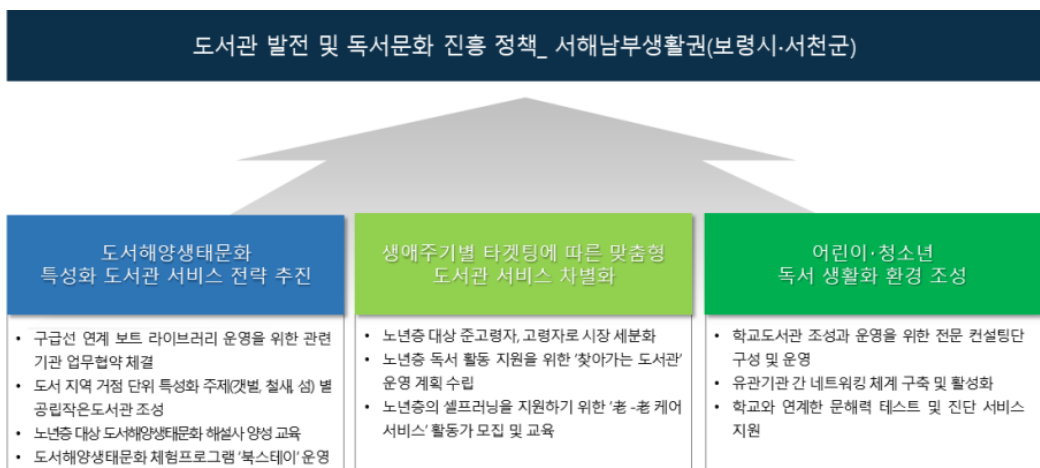 도서관 발전 및 독서문화 진흥 정책_ 서해남부생활권(보령시·서천군)
도서해양생태문화
특성화 도서관 서비스 전략 추진
• 구급선 연계 보트 라이브러리 운영을 위한 관련
기관 업무협약 체결
• 도서 지역 거점 단위 특성화 주제(갯벌, 철새, 섬) 별
공립작은도서관 조성
• 노년층 대상 도서해양생태문화 해설사 양성 교육
• 도서해양생태문화 체험프로그램 ‘북스테이’ 운영
생애주기별 타겟팅에 따른 맞춤형
도서관 서비스 차별화
• 노년층 대상 준고령자, 고령자로 시장 세분화
• 노년층 독서 활동 지원을 위한 ‘찾아가는 도서관’
운영 계획 수립
• 노년층의 셀프러닝을 지원하기 위한 ‘老 -老 케어
서비스’ 활동가 모집 및 교육
어린이·청소년
독서 생활화 환경 조성
• 학교도서관 조성과 운영을 위한 전문 컨설팅단
구성 및 운영
• 유관기관 간 네트워킹 체계 구축 및 활성화
• 학교와 연계한 문해력 테스트 및 진단 서비스
지원